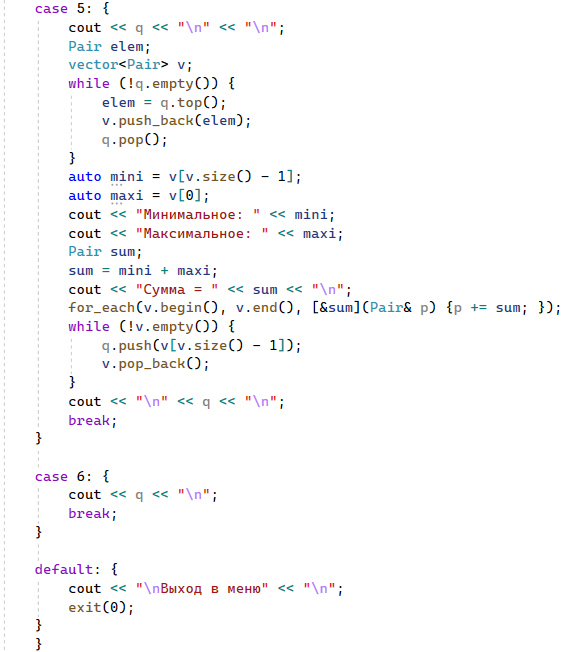 case 5: {
cout << q << "\n" << "\n";
Pair elem;
vector<Pair> v;
while (!q.empty()) {
elem = q.top();
v.push_back(elem);
q.pop();
}
auto mini = v[v.size() - 1];
auto maxi = v[0];
cout << "Минимальное: " << mini;
cout << "Максимальное: " << maxi;
Pair sum;
sum = mini + maxi;
cout << "Сумма = " << sum << "\n";
for_each(v.begin(), v.end(), [&sum](Pair& p) {p += sum; });
while (!v.empty()) {
q.push(v[v.size() - 1]);
v.pop_back();
}
cout << "\n" << q << "\n";
break;
}
case 6: {
cout << q << "\n";
break;
}
default: {
cout << "\nВыход в меню" << "\n";
exit(0);
}
}